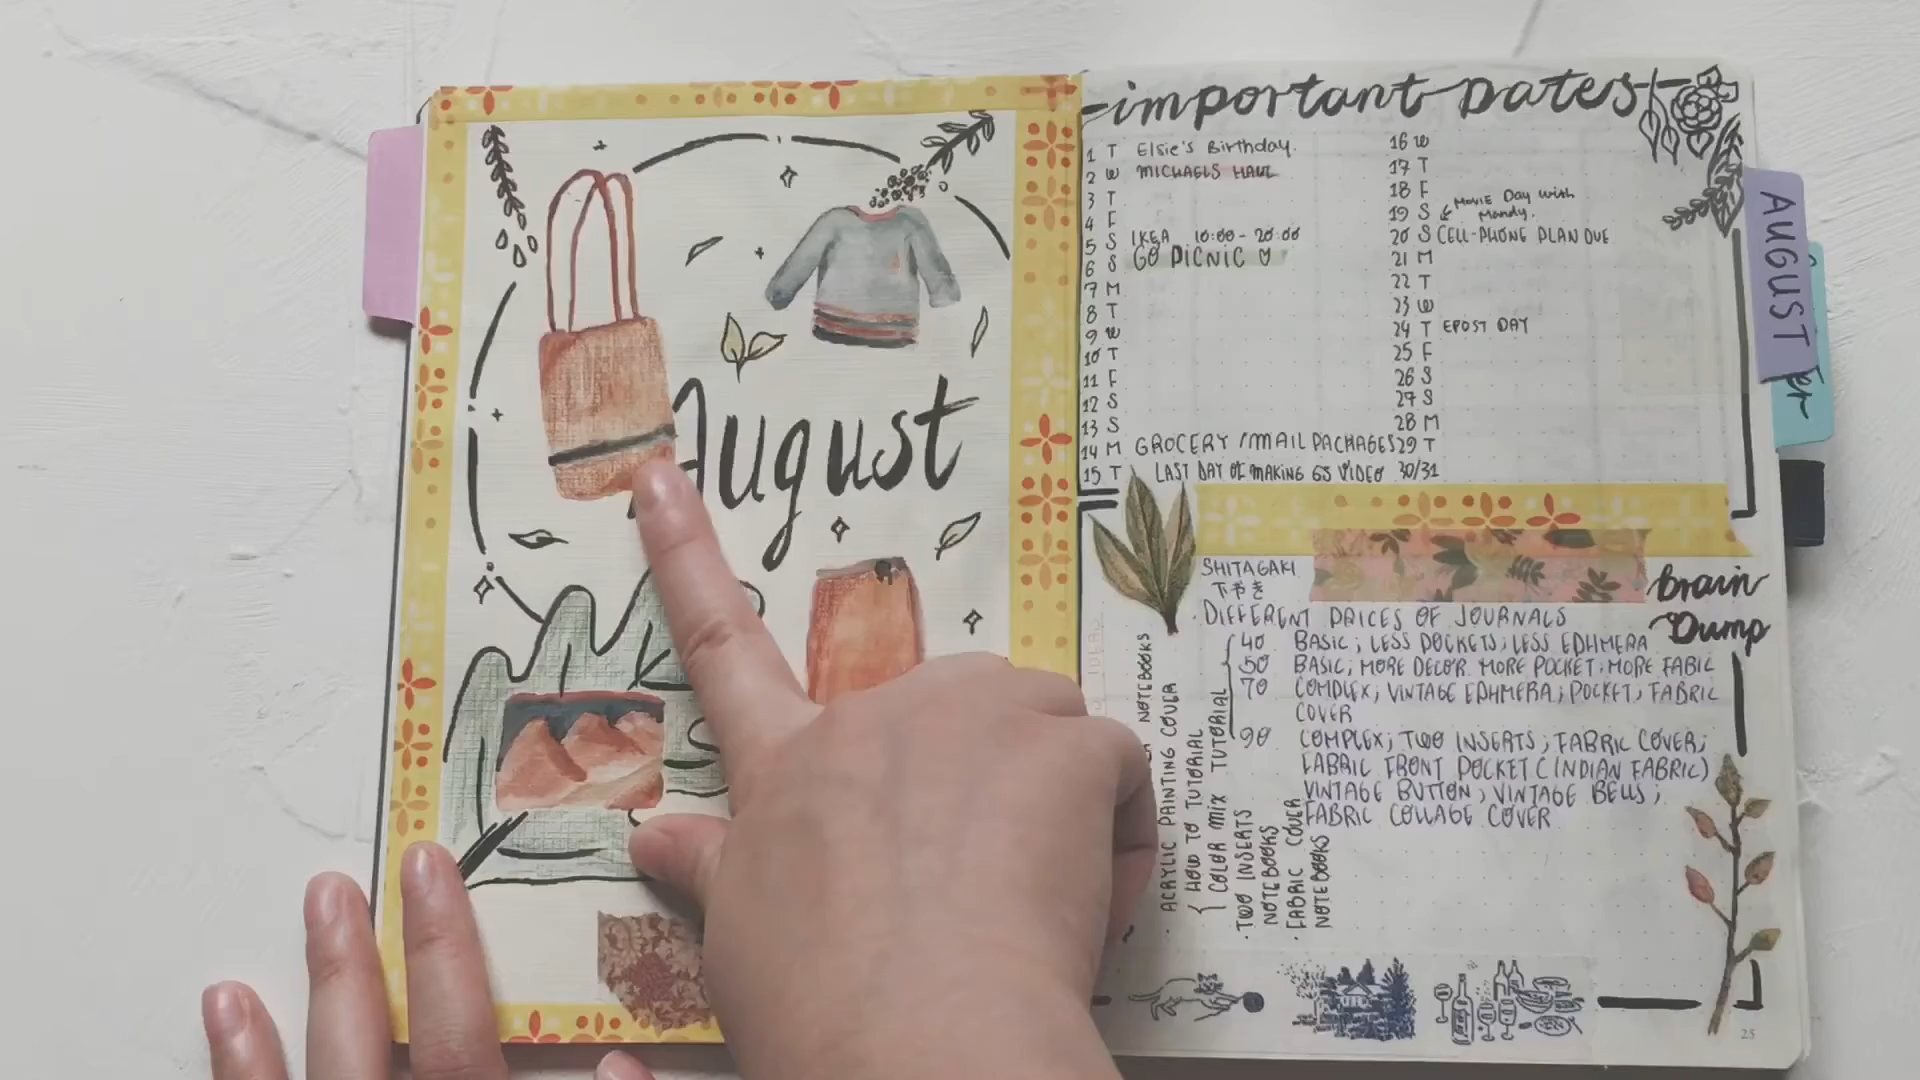 August
important Dates
1 T Elsie's Birthday.
2 W MICHAELS HAUL
3 T
4 F
5 S IKEA 10:00 - 20:00
6 S GO PICNIC
7 M
8 T
9 W
10 T
11 F
12 S
13 S
14 M GROCERY / MAIL PACKAGES
15 T LAST DAY OF MAKING GS VIDEO
16 W
17 T
18 F
19 S MOVIE Day with
Mandy.
20 S CELL-PHONE PLAN DUE
21 M
22 T
23 W
24 T EPOST DAY
25 F
26 S
27 S
28 M
29 T
30/31
AUGUST
Brain
Dump
SHITAGAKI
下书き
· DIFFERENT PRICES OF JOURNALS
40 BASIC; LESS POCKETS; LESS EPHMERA
50 BASIC; MORE DECOR MORE POCKET; MORE FABIC
70 COMPLEX; VINTAGE EPHMERA; POCKET; FABRIC
COVER
90 COMPLEX; TWO INSERTS; FABRIC COVER;
FABRIC FRONT POCKET (INDIAN FABRIC)
VINTAGE BUTTON; VINTAGE BELLS;
FABRIC COLLAGE COVER
NOTEBOOKS
· ACRYLIC PAINTING COVER
{ HOW TO TUTORIAL
{ COLOR MIX TUTORIAL
· TWO INSERTS
NOTEBOOKS
· FABRIC COVER
NOTEBOOKS
25